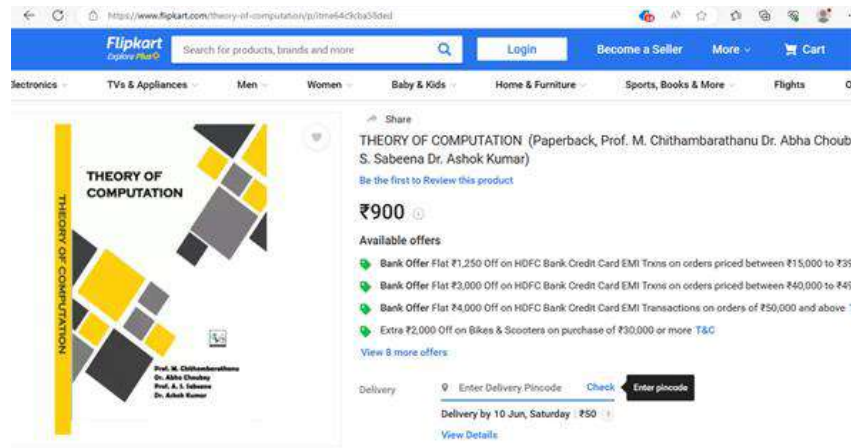 https://www.flipkart.com/theory-of-computation/p/itme64c9cba58ded
Flipkart
Explore Plus
Search for products, brands and more
Login
Become a Seller
More
Cart
lectronics
TVs & Appliances
Men
Women
Baby & Kids
Home & Furniture
Sports, Books & More
Flights
Share
THEORY OF COMPUTATION (Paperback, Prof. M. Chithambarathanu Dr. Abha Choub
S. Sabeena Dr. Ashok Kumar)
Be the first to Review this product
₹900
Available offers
Bank Offer Flat ₹1,250 Off on HDFC Bank Credit Card EMI Trxns on orders priced between ₹15,000 to ₹39
Bank Offer Flat ₹3,000 Off on HDFC Bank Credit Card EMI Trxns on orders priced between ₹40,000 to ₹49
Bank Offer Flat ₹4,000 Off on HDFC Bank Credit Card EMI Transactions on orders of ₹50,000 and above
Extra ₹2,000 Off on Bikes & Scooters on purchase of ₹30,000 or more T&C
View 8 more offers
Delivery
Enter Delivery Pincode
Check
Enter pincode
Delivery by 10 Jun, Saturday | ₹50
View Details
THEORY OF COMPUTATION
THEORY OF
COMPUTATION
Prof. M. Chithambarathanu
Dr. Abha Choubey
Prof. A. S. Sabeena
Dr. Ashok Kumar